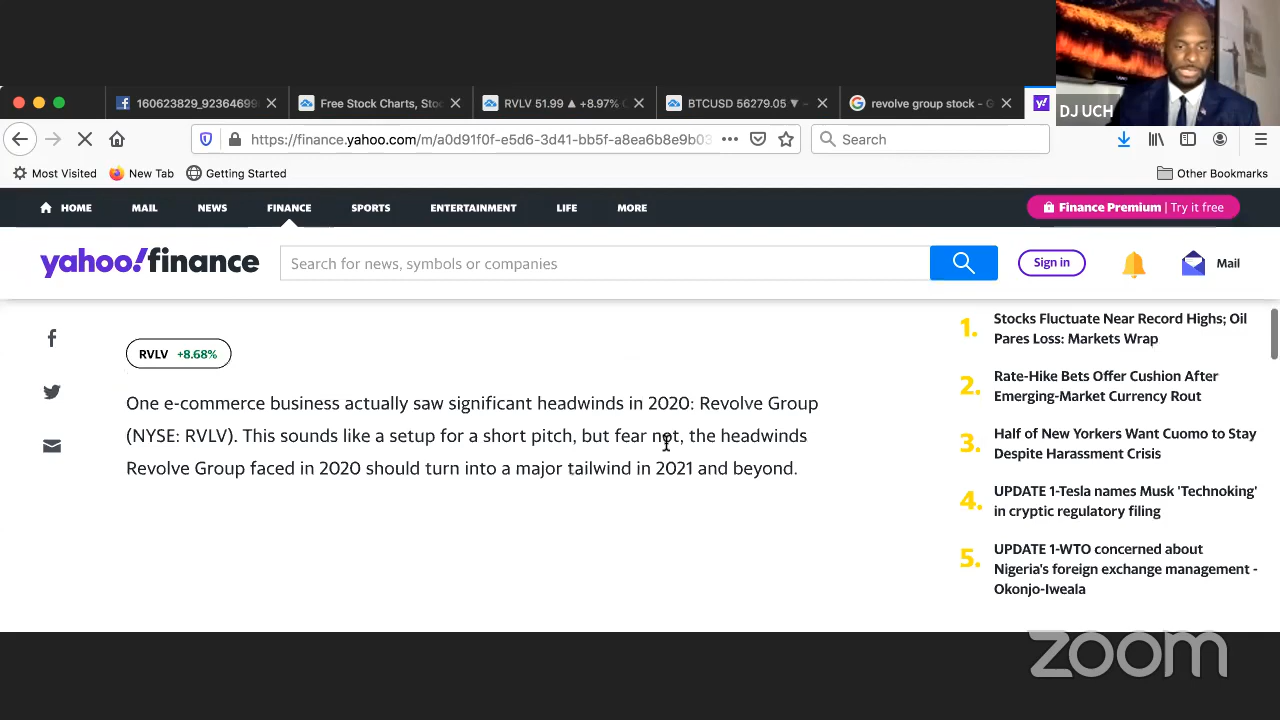 DJ UCH
160623829_92364699
Free Stock Charts, Stoc
RVLV 51.99 ▲ +8.97%
BTCUSD 56279.05 ▼
revolve group stock - G
y!
https://finance.yahoo.com/m/a0d91f0f-e5d6-3d41-bb5f-a8ea6b8e9b03
Search
Most Visited
New Tab
Getting Started
Other Bookmarks
HOME
MAIL
NEWS
FINANCE
SPORTS
ENTERTAINMENT
LIFE
MORE
Finance Premium | Try it free
yahoo!finance
Search for news, symbols or companies
Sign in
Mail
RVLV +8.68%
One e-commerce business actually saw significant headwinds in 2020: Revolve Group
(NYSE: RVLV). This sounds like a setup for a short pitch, but fear not, the headwinds
Revolve Group faced in 2020 should turn into a major tailwind in 2021 and beyond.
1. Stocks Fluctuate Near Record Highs; Oil
Pares Loss: Markets Wrap
2. Rate-Hike Bets Offer Cushion After
Emerging-Market Currency Rout
3. Half of New Yorkers Want Cuomo to Stay
Despite Harassment Crisis
4. UPDATE 1-Tesla names Musk 'Technoking'
in cryptic regulatory filing
5. UPDATE 1-WTO concerned about
Nigeria's foreign exchange management -
Okonjo-Iweala
zoom